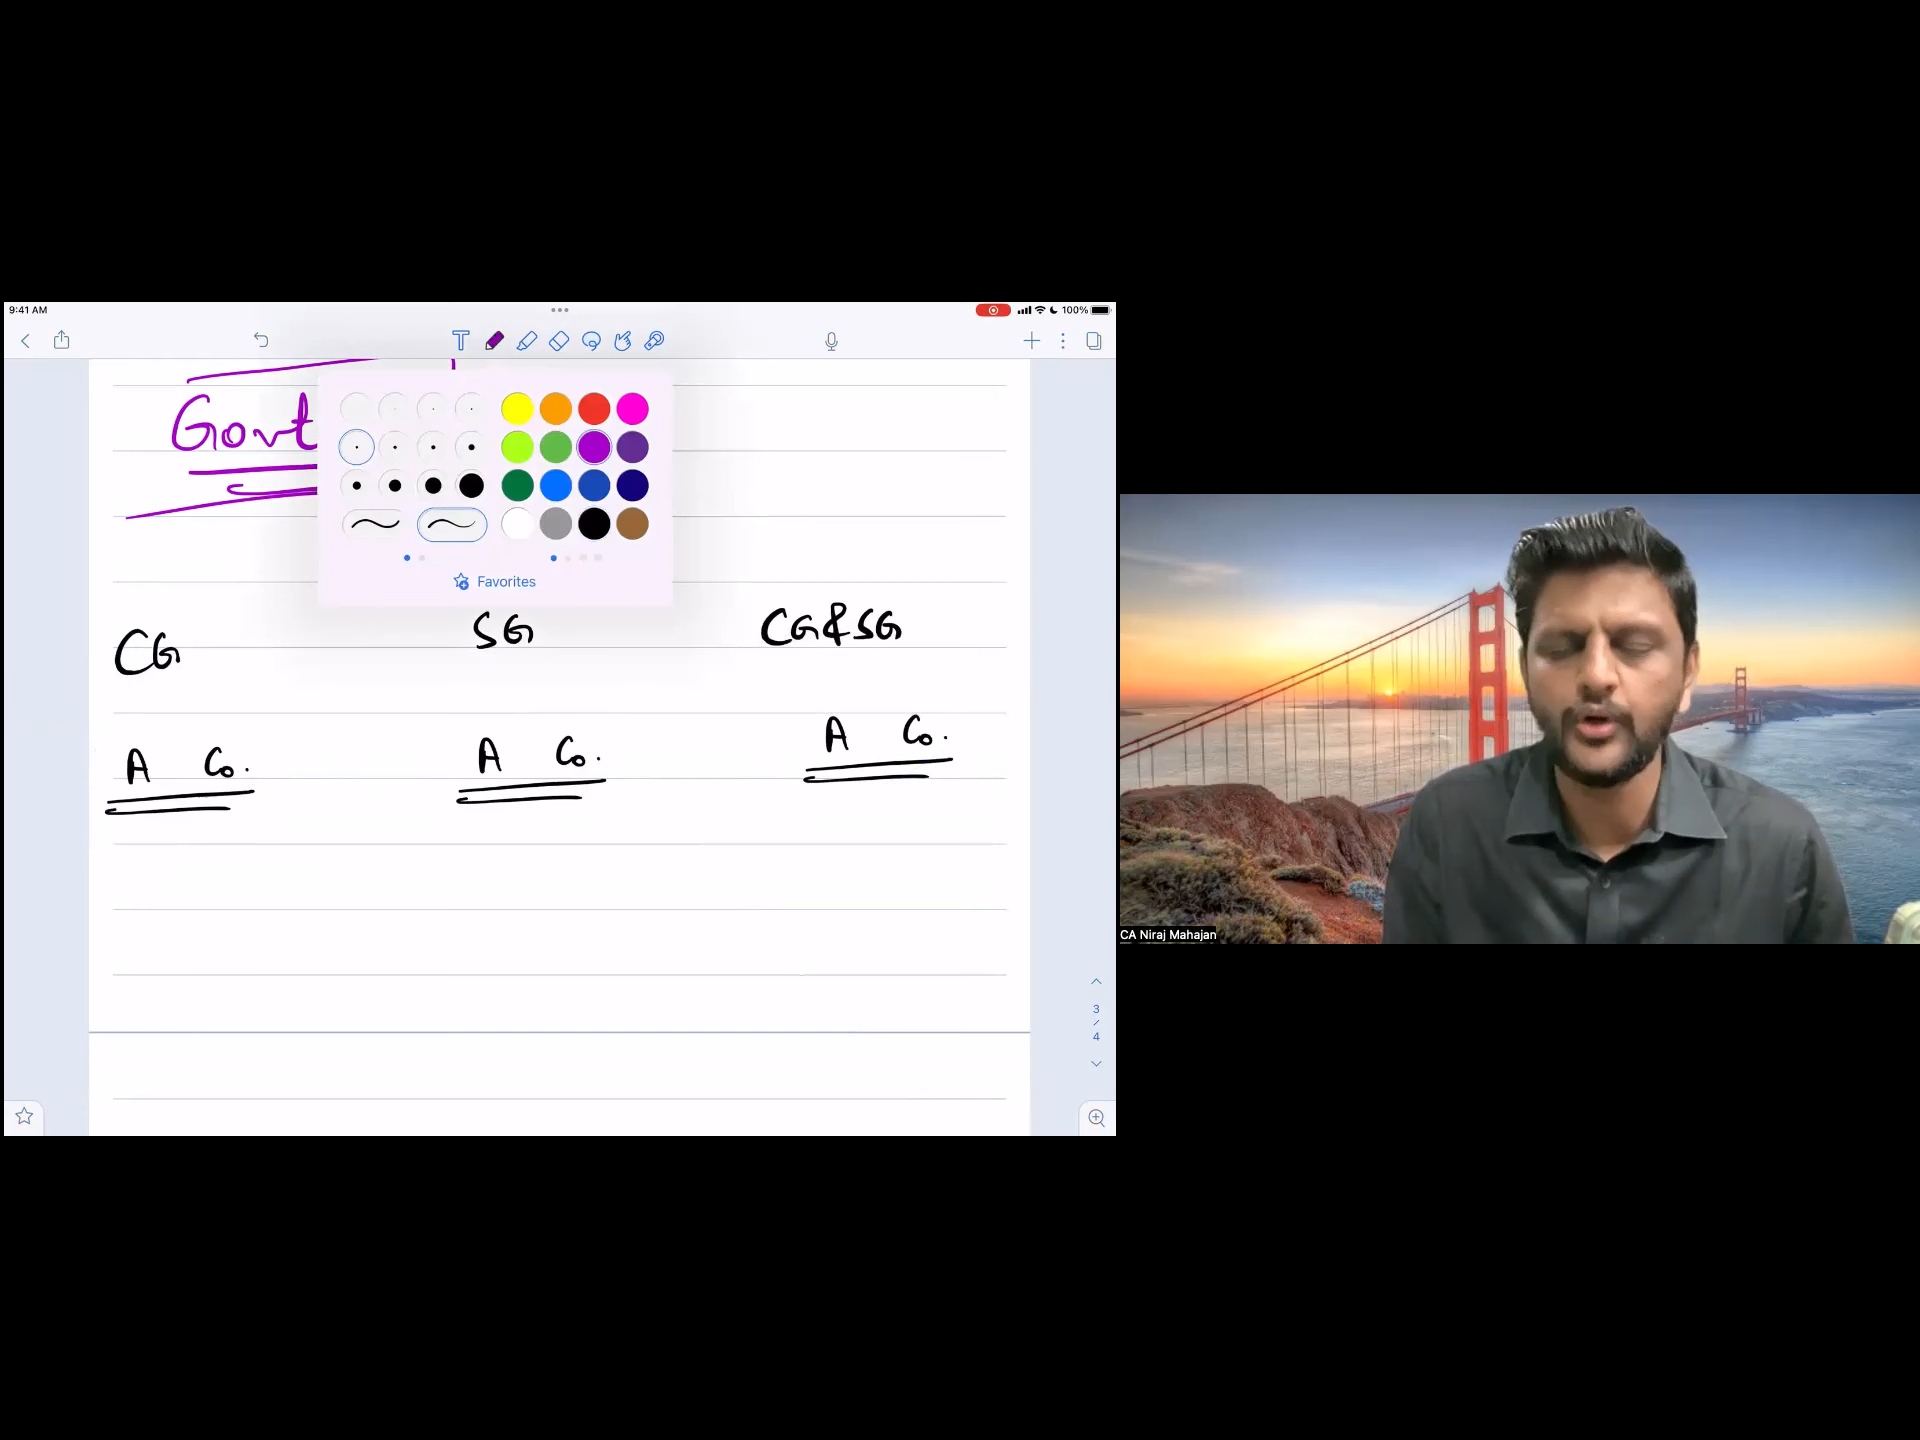 9:41 AM
100%
Govt
Favorites
CG SG CG&SG
A Co. A Co. A Co.
CA Niraj Mahajan
3
/
4